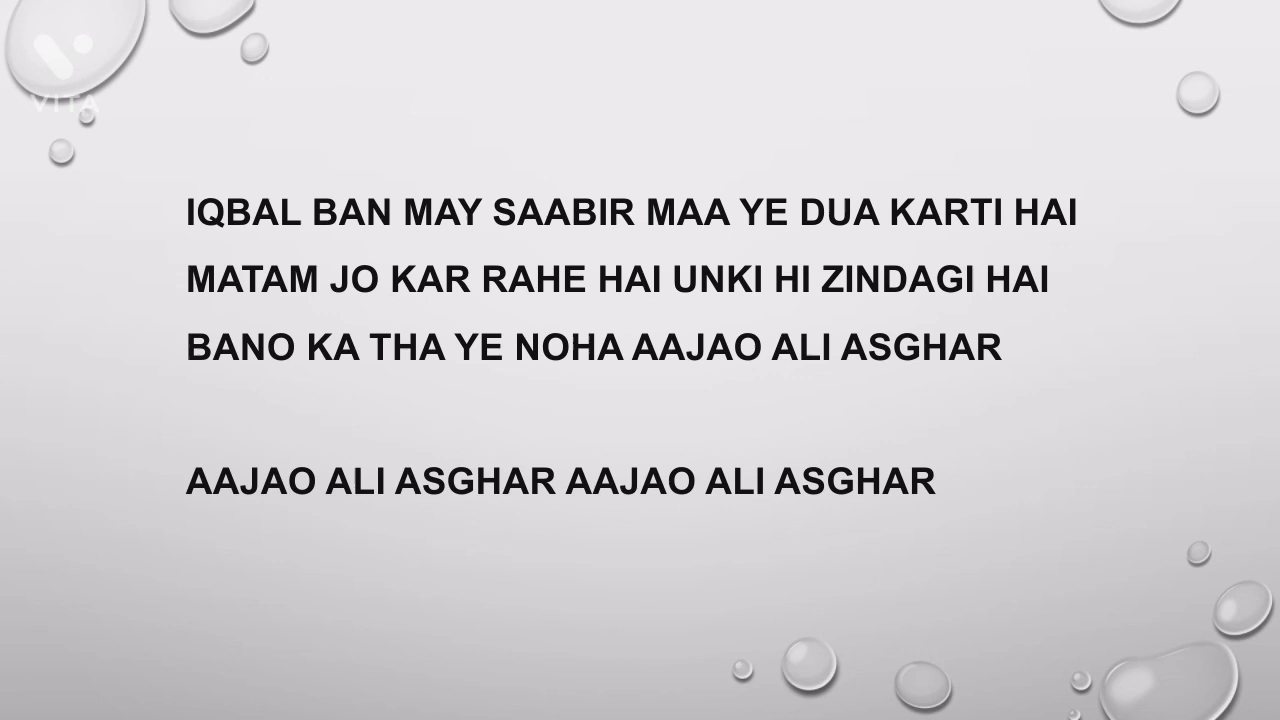 VITA
IQBAL BAN MAY SAABIR MAA YE DUA KARTI HAI
MATAM JO KAR RAHE HAI UNKI HI ZINDAGI HAI
BANO KA THA YE NOHA AAJAO ALI ASGHAR
AAJAO ALI ASGHAR AAJAO ALI ASGHAR